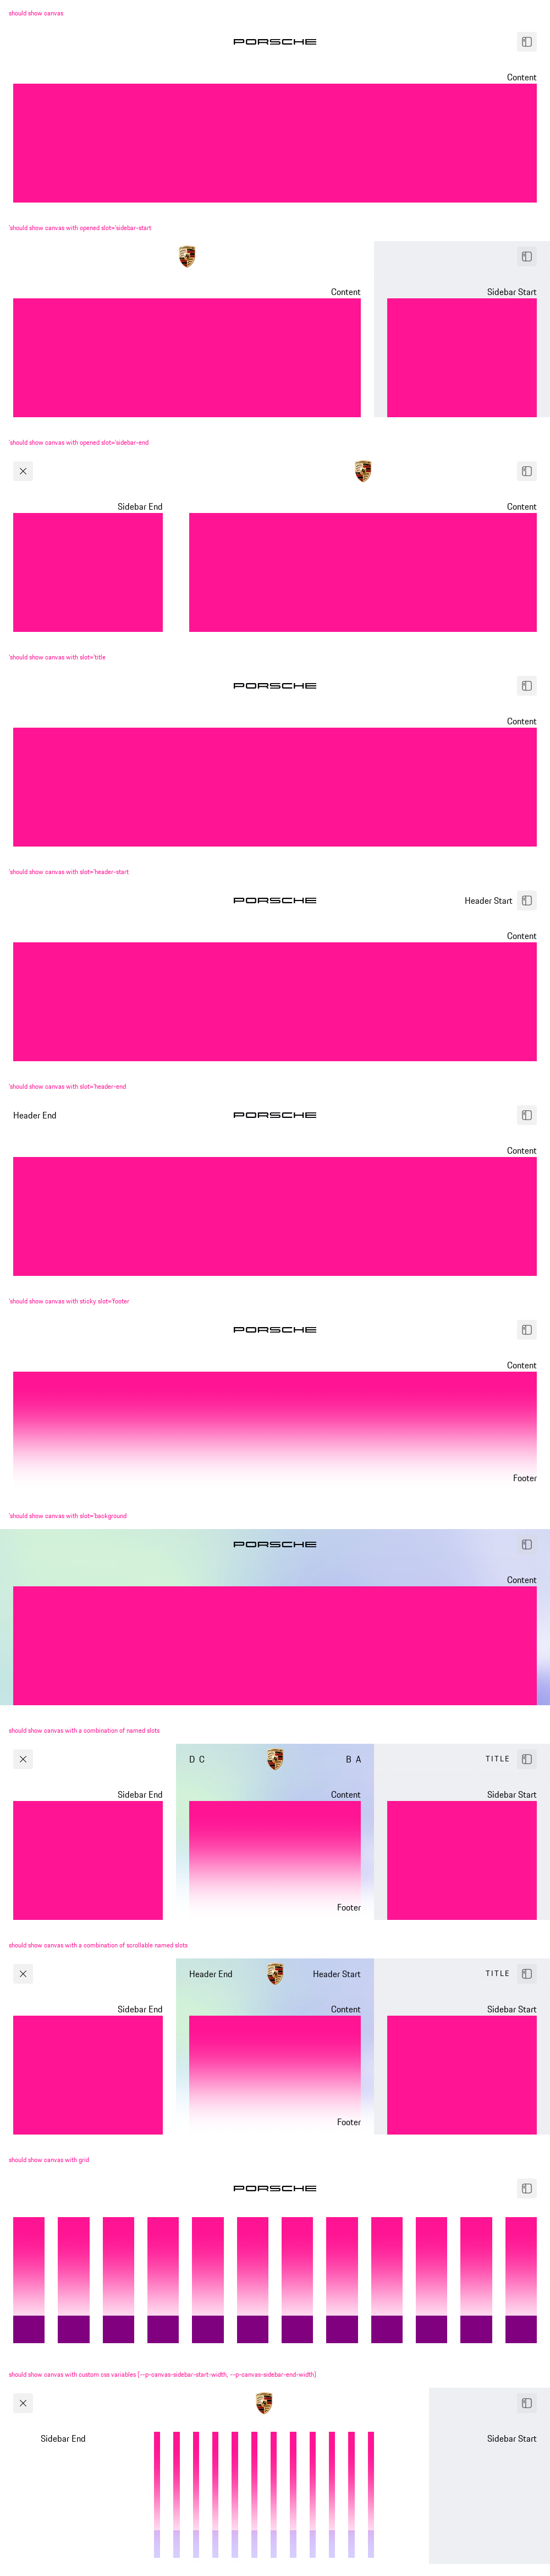 should show canvas
PORSCHE
Content
'should show canvas with opened slot='sidebar-start
Content
Sidebar Start
'should show canvas with opened slot='sidebar-end
Sidebar End
Content
'should show canvas with slot='title
PORSCHE
Content
'should show canvas with slot='header-start
PORSCHE
Header Start
Content
'should show canvas with slot='header-end
Header End
PORSCHE
Content
'should show canvas with sticky slot='footer
PORSCHE
Content
Footer
'should show canvas with slot='background
PORSCHE
Content
should show canvas with a combination of named slots
D C
B A
TITLE
Sidebar End
Content
Sidebar Start
Footer
should show canvas with a combination of scrollable named slots
Header End
Header Start
TITLE
Sidebar End
Content
Sidebar Start
Footer
should show canvas with grid
PORSCHE
should show canvas with custom css variables (--p-canvas-sidebar-start-width, --p-canvas-sidebar-end-width)
Sidebar End
Sidebar Start